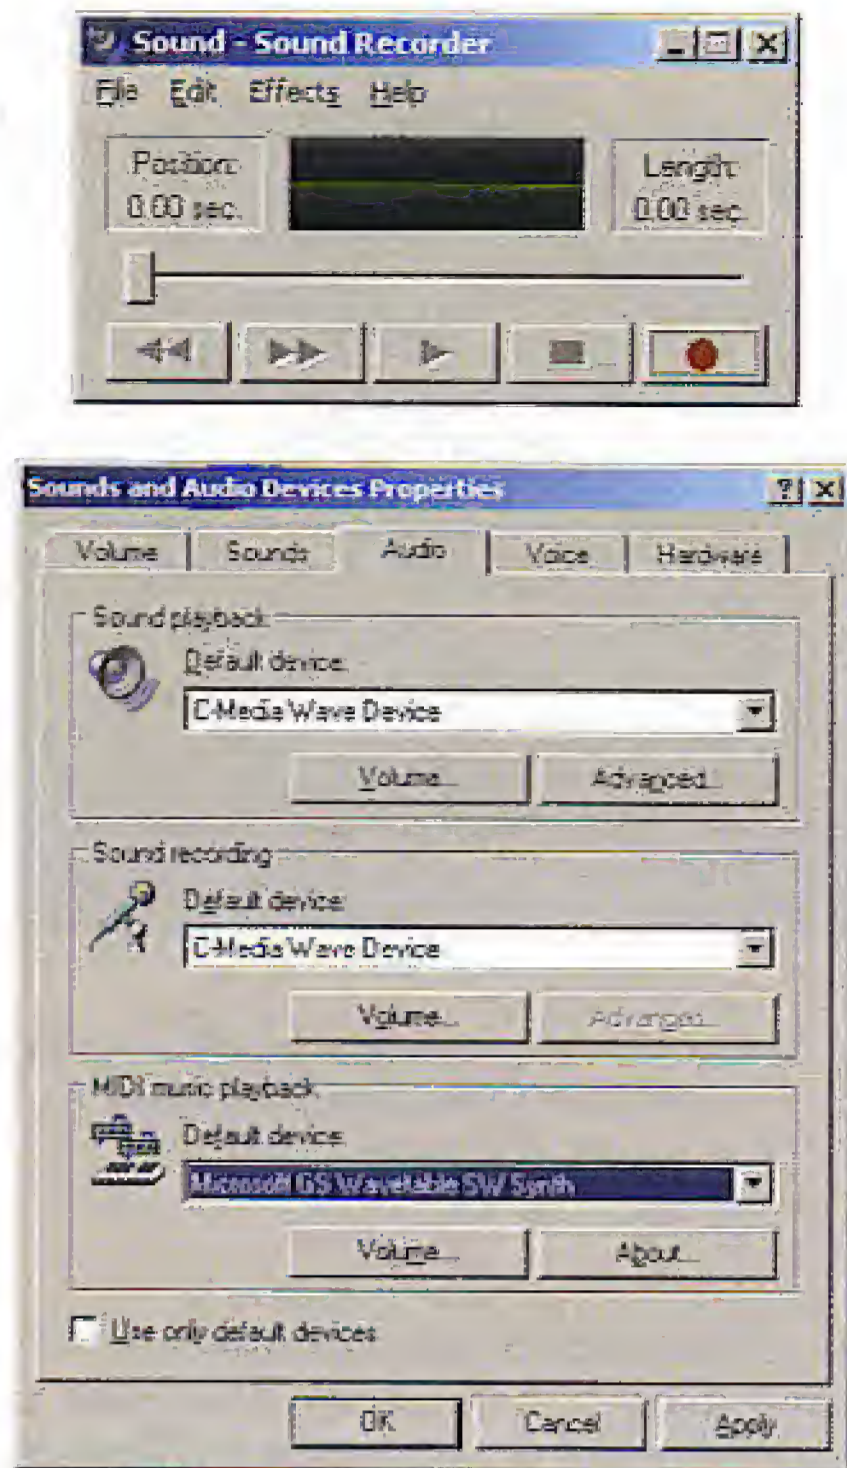 Sound - Sound Recorder
File Edit Effects Help
Position: Length:
0.00 sec. 0.00 sec.
Sounds and Audio Devices Properties
Volume Sounds Audio Voice Hardware
Sound playback
Default device:
C-Media Wave Device
Volume... Advanced...
Sound recording
Default device:
C-Media Wave Device
Volume... Advanced...
MIDI music playback
Default device:
Microsoft GS Wavetable SW Synth
Volume... About...
Use only default devices
OK Cancel Apply